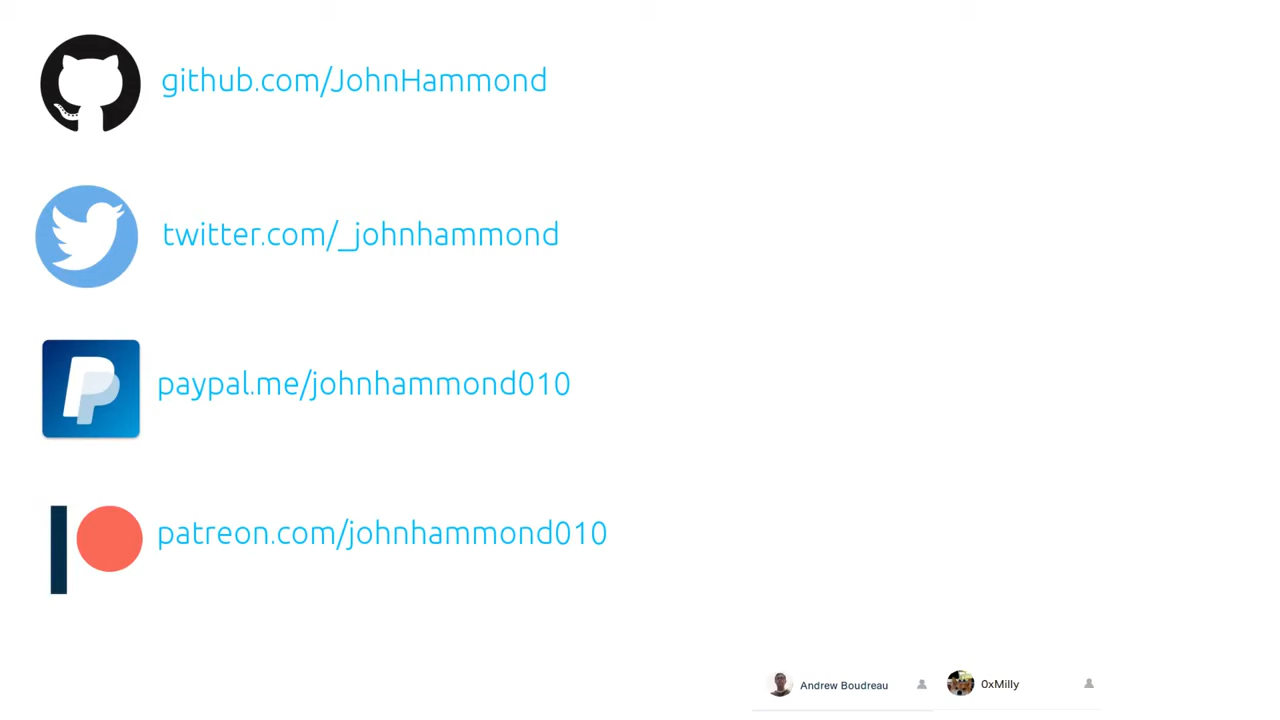 github.com/JohnHammond
twitter.com/_johnhammond
paypal.me/johnhammond010
patreon.com/johnhammond010
Andrew Boudreau
0xMilly